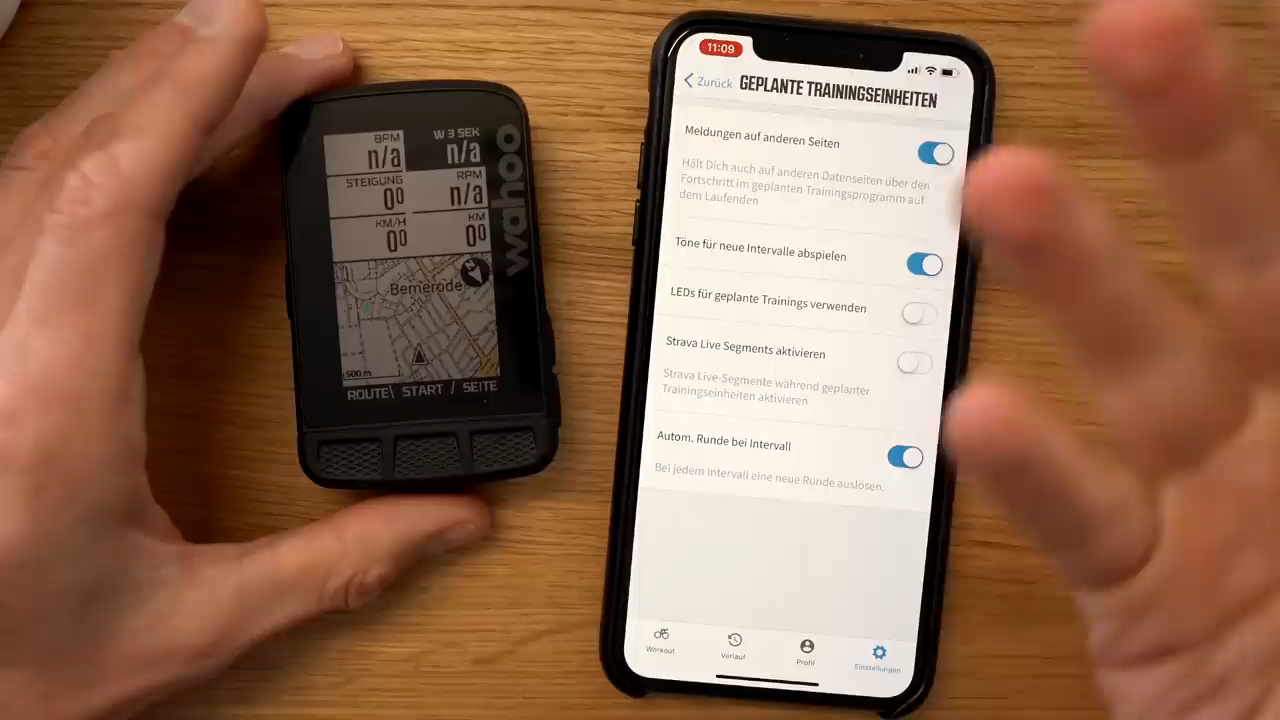 BPM
n/a
W 3 SEK
n/a
STEIGUNG
0⁰
RPM
n/a
KM/H
0⁰
KM
0⁰
Bemerode
500 m
ROUTE\ START / SEITE
wahoo
11:09
Zurück GEPLANTE TRAININGSEINHEITEN
Meldungen auf anderen Seiten
Hält Dich auch auf anderen Datenseiten über den
Fortschritt im geplanten Trainingsprogramm auf
dem Laufenden
Töne für neue Intervalle abspielen
LEDs für geplante Trainings verwenden
Strava Live Segments aktivieren
Strava Live-Segmente während geplanter
Trainingseinheiten aktivieren
Autom. Runde bei Intervall
Bei jedem Intervall eine neue Runde auslösen.
Workout Verlauf Profil Einstellungen